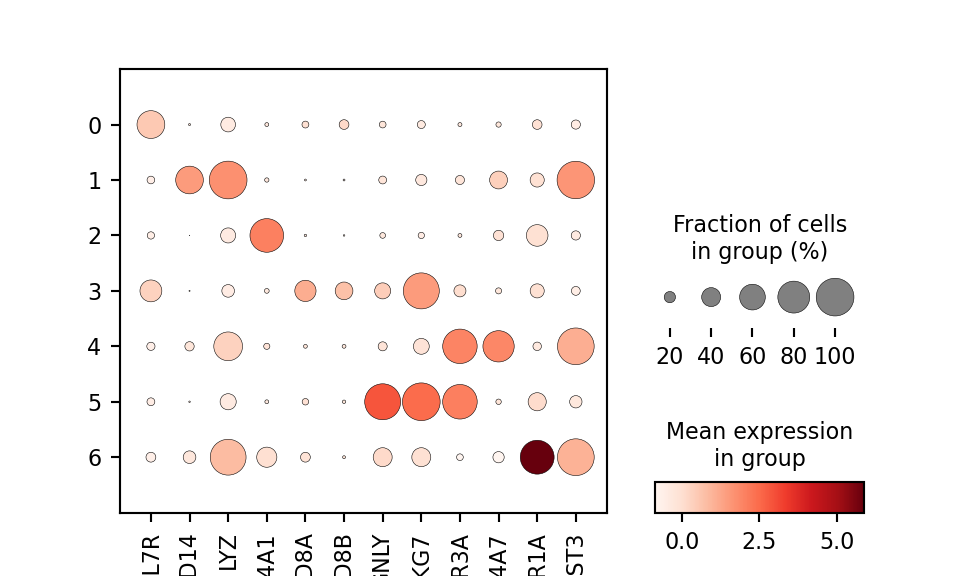 0
1
2
3
4
5
6
L7R
D14
LYZ
4A1
D8A
D8B
NLY
KG7
R3A
4A7
R1A
ST3
Fraction of cells
in group (%)
20 40 60 80 100
Mean expression
in group
0.0 2.5 5.0